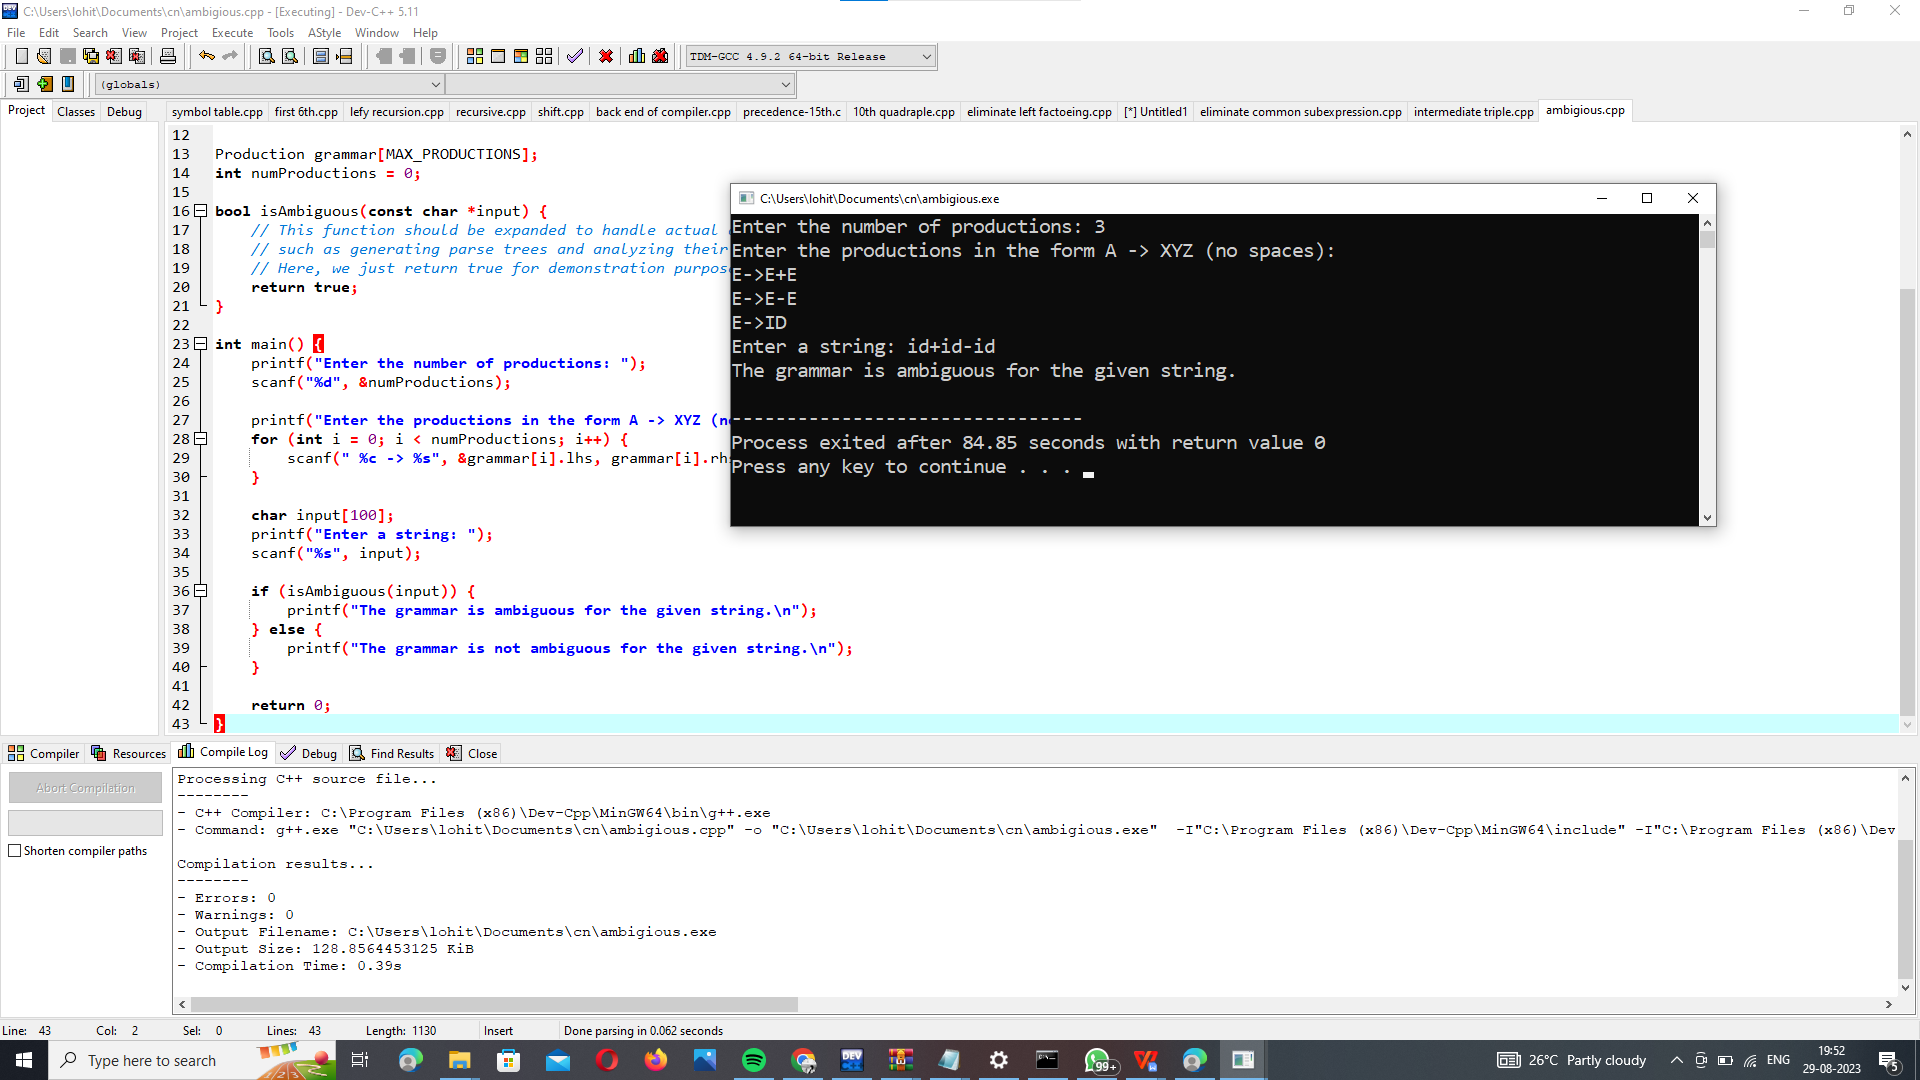 C:\Users\lohit\Documents\cn\ambigious.cpp - [Executing] - Dev-C++ 5.11
File Edit Search View Project Execute Tools AStyle Window Help
TDM-GCC 4.9.2 64-bit Release
(globals)
Project Classes Debug
symbol table.cpp first 6th.cpp lefy recursion.cpp recursive.cpp shift.cpp back end of compiler.cpp precedence-15th.c 10th quadraple.cpp eliminate left factoeing.cpp [*] Untitled1 eliminate common subexpression.cpp intermediate triple.cpp ambigious.cpp
12
13 Production grammar[MAX_PRODUCTIONS];
14 int numProductions = 0;
15
16 bool isAmbiguous(const char *input) {
17 // This function should be expanded to handle actual
18 // such as generating parse trees and analyzing their
19 // Here, we just return true for demonstration purpos
20 return true;
21 }
22
23 int main() {
24 printf("Enter the number of productions: ");
25 scanf("%d", &numProductions);
26
27 printf("Enter the productions in the form A -> XYZ (n
28 for (int i = 0; i < numProductions; i++) {
29 scanf(" %c -> %s", &grammar[i].lhs, grammar[i].rh
30 }
31
32 char input[100];
33 printf("Enter a string: ");
34 scanf("%s", input);
35
36 if (isAmbiguous(input)) {
37 printf("The grammar is ambiguous for the given string.\n");
38 } else {
39 printf("The grammar is not ambiguous for the given string.\n");
40 }
41
42 return 0;
43 }
C:\Users\lohit\Documents\cn\ambigious.exe
Enter the number of productions: 3
Enter the productions in the form A -> XYZ (no spaces):
E->E+E
E->E-E
E->ID
Enter a string: id+id-id
The grammar is ambiguous for the given string.
--------------------------------
Process exited after 84.85 seconds with return value 0
Press any key to continue . . .
Compiler Resources Compile Log Debug Find Results Close
Abort Compilation
Shorten compiler paths
Processing C++ source file...
--------
- C++ Compiler: C:\Program Files (x86)\Dev-Cpp\MinGW64\bin\g++.exe
- Command: g++.exe "C:\Users\lohit\Documents\cn\ambigious.cpp" -o "C:\Users\lohit\Documents\cn\ambigious.exe" -I"C:\Program Files (x86)\Dev-Cpp\MinGW64\include" -I"C:\Program Files (x86)\Dev
Compilation results...
--------
- Errors: 0
- Warnings: 0
- Output Filename: C:\Users\lohit\Documents\cn\ambigious.exe
- Output Size: 128.8564453125 KiB
- Compilation Time: 0.39s
Line: 43 Col: 2 Sel: 0 Lines: 43 Length: 1130 Insert Done parsing in 0.062 seconds
Type here to search
DEV
99+
26°C Partly cloudy
ENG
19:52
29-08-2023
5